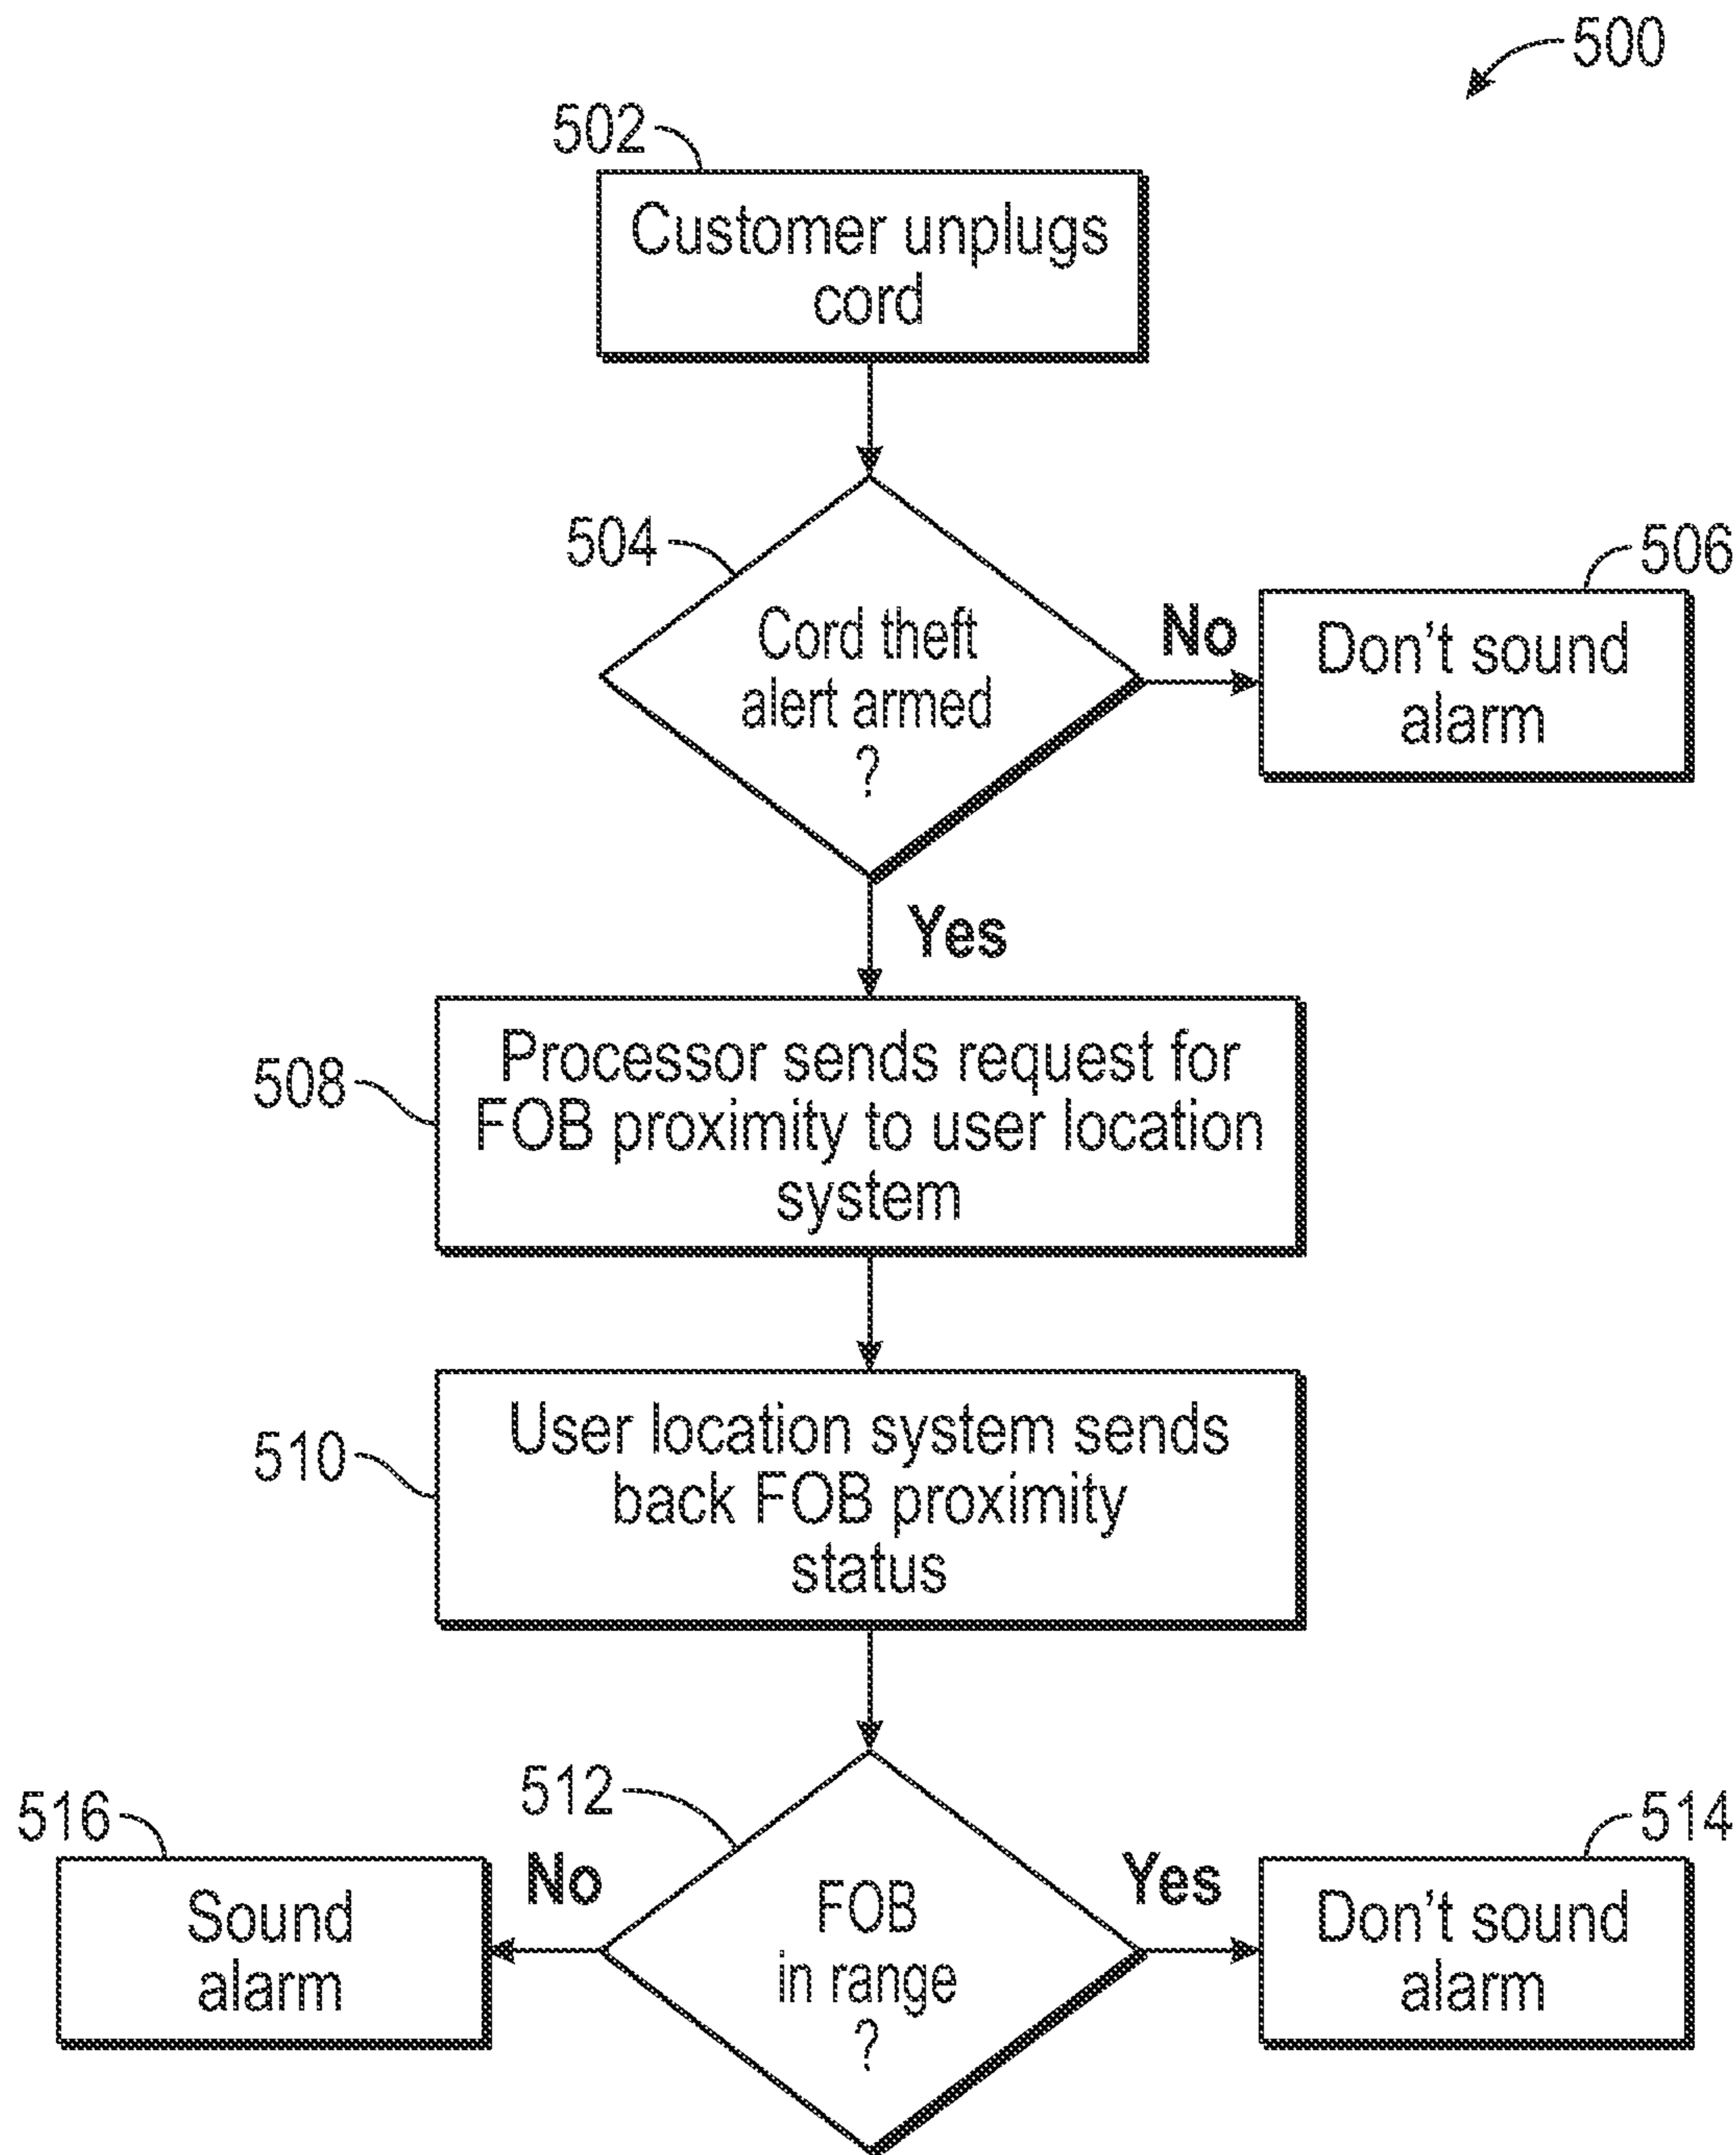 500
502
Customer unplugs
cord
504
Cord theft
alert armed
?
No
506
Don't sound
alarm
Yes
508
Processor sends request for
FOB proximity to user location
system
510
User location system sends
back FOB proximity
status
512
FOB
in range
?
No
516
Sound
alarm
Yes
514
Don't sound
alarm